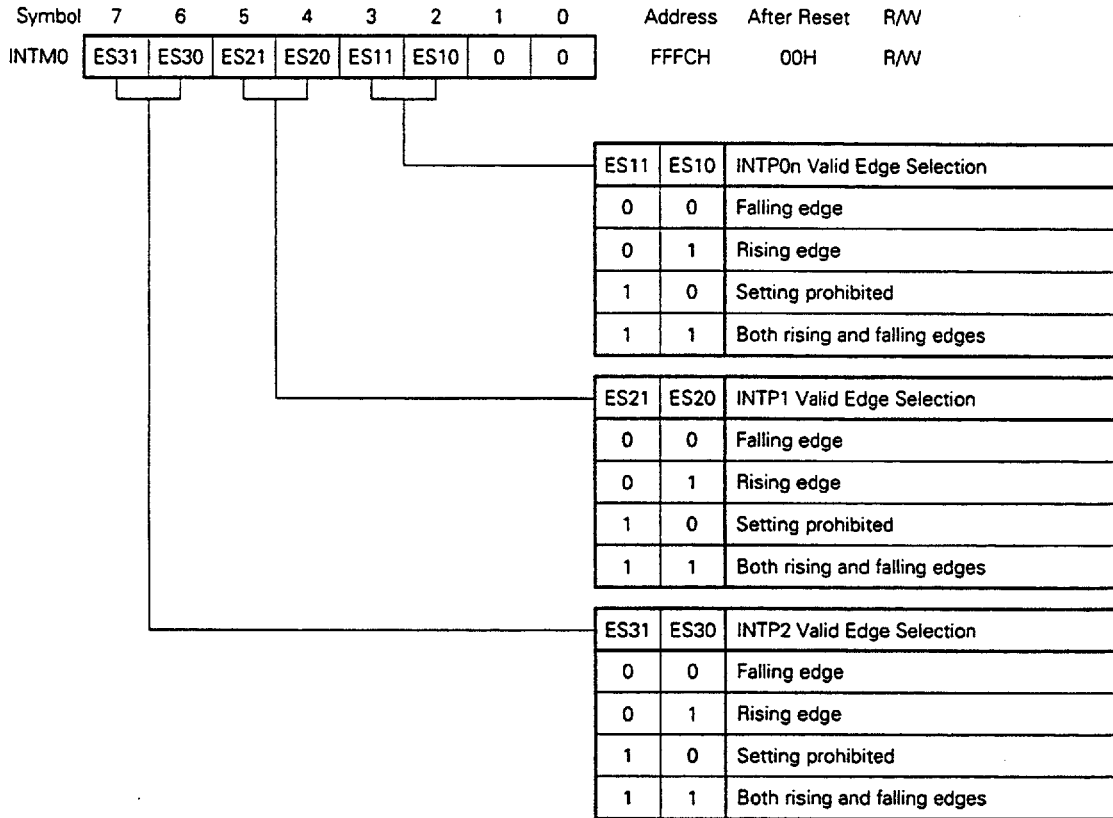 Symbol 7 6 5 4 3 2 1 0 Address After Reset R/W
INTM0 ES31 ES30 ES21 ES20 ES11 ES10 0 0 FFFCH 00H R/W
ES11 ES10 INTP0n Valid Edge Selection
0 0 Falling edge
0 1 Rising edge
1 0 Setting prohibited
1 1 Both rising and falling edges
ES21 ES20 INTP1 Valid Edge Selection
0 0 Falling edge
0 1 Rising edge
1 0 Setting prohibited
1 1 Both rising and falling edges
ES31 ES30 INTP2 Valid Edge Selection
0 0 Falling edge
0 1 Rising edge
1 0 Setting prohibited
1 1 Both rising and falling edges